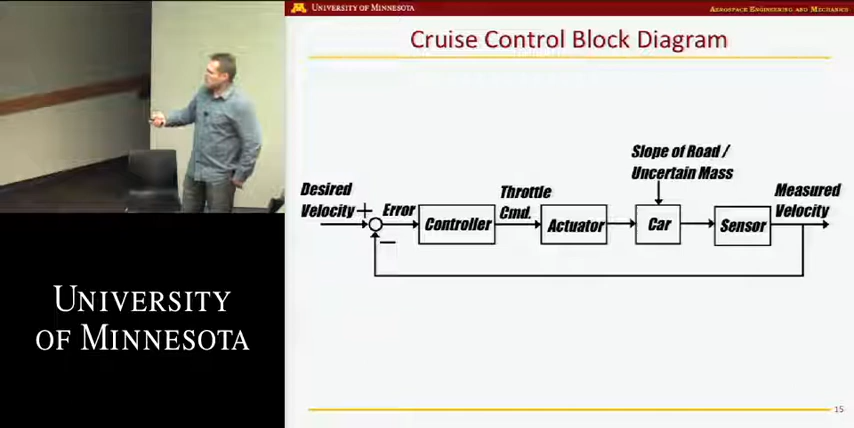 UNIVERSITY OF MINNESOTA
AEROSPACE ENGINEERING AND MECHANICS
Cruise Control Block Diagram
Slope of Road /
Uncertain Mass
Desired
Velocity
+
Error
Throttle
Cmd.
Measured
Velocity
Controller
Actuator
Car
Sensor
−
UNIVERSITY
OF MINNESOTA
15